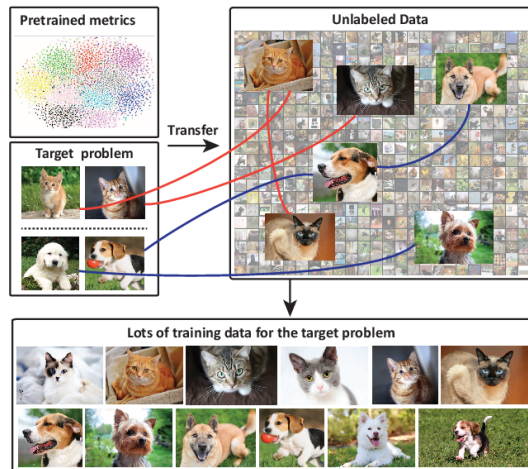 Pretrained metrics
Unlabeled Data
Transfer
Target problem
Lots of training data for the target problem